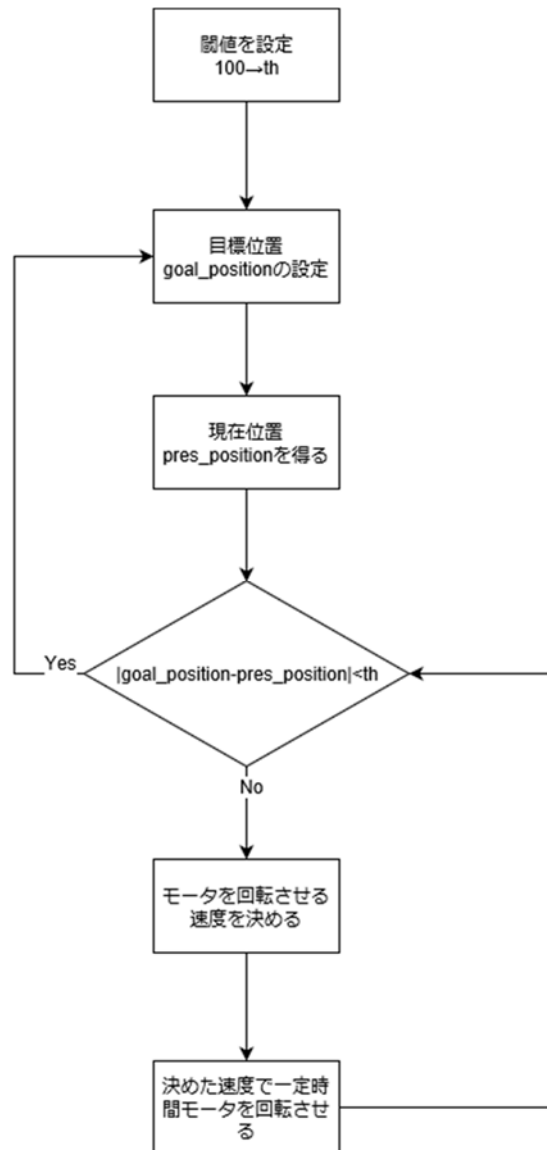 閾値を設定
100→th
目標位置
goal_positionの設定
現在位置
pres_positionを得る
Yes
|goal_position-pres_position|<th
No
モータを回転させる
速度を決める
決めた速度で一定時
間モータを回転させ
る